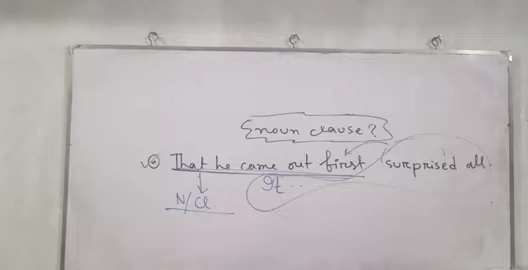 noun clause?
That he came out first surprised all.
It ...
N/Cl.